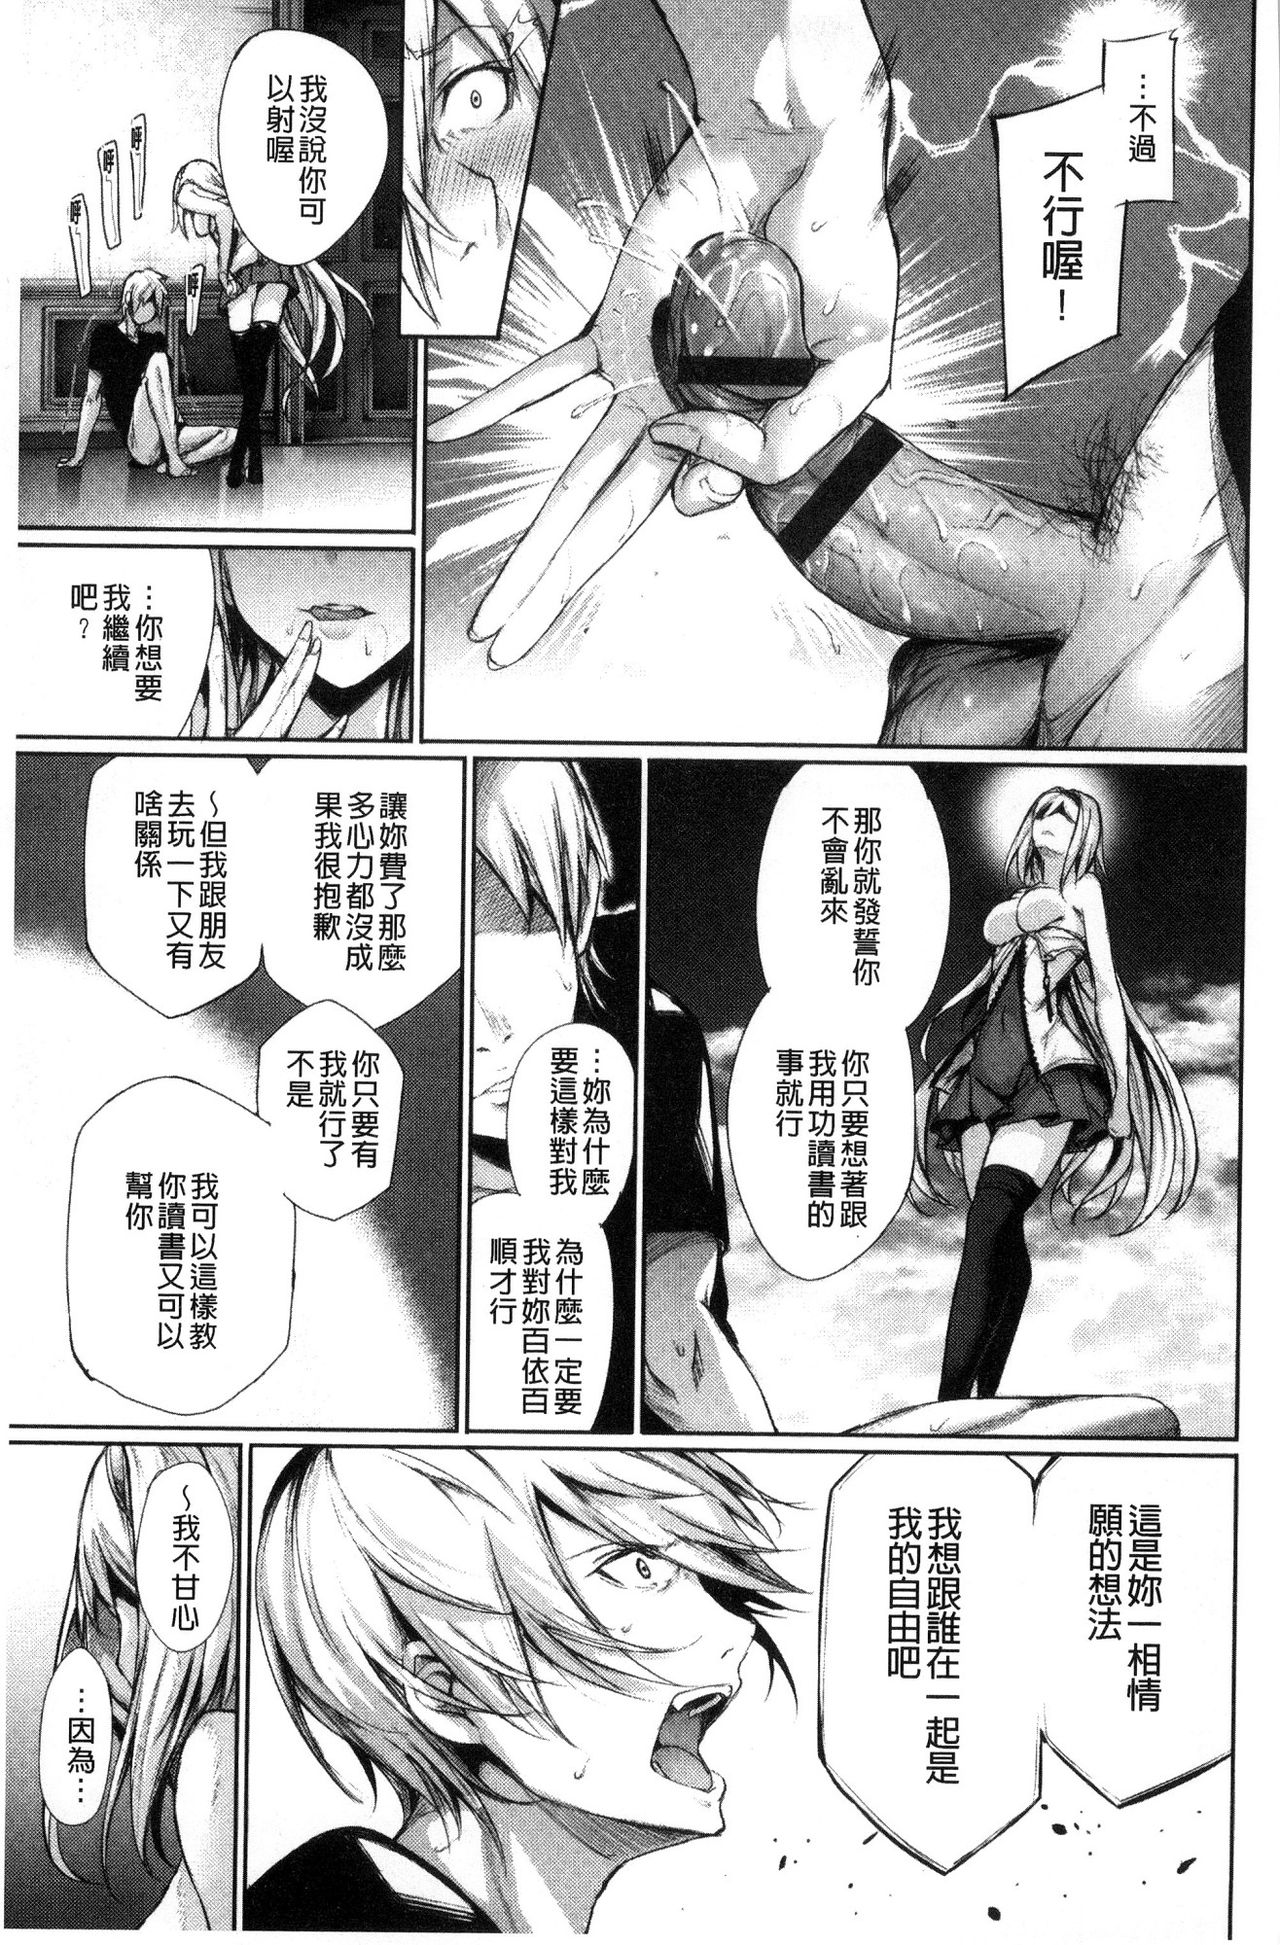 …不過
不行喔！
我沒說你可
以射喔
呼
呼
呼
呼
…你想要
我繼續
吧？
那你就發誓你
不會亂來
你只要想著跟
我用功讀書的
事就行
…妳為什麼
要這樣對我
為什麼一定要
我對妳百依百
順才行
讓妳費了那麼
多心力都沒成
果我很抱歉
～但我跟朋友
去玩一下又有
啥關係
你只要有
我就行了
不是
我可以這樣教
你讀書又可以
幫你
這是妳一相情
願的想法
我想跟誰在一起是
我的自由吧
～我不甘心
…因為…